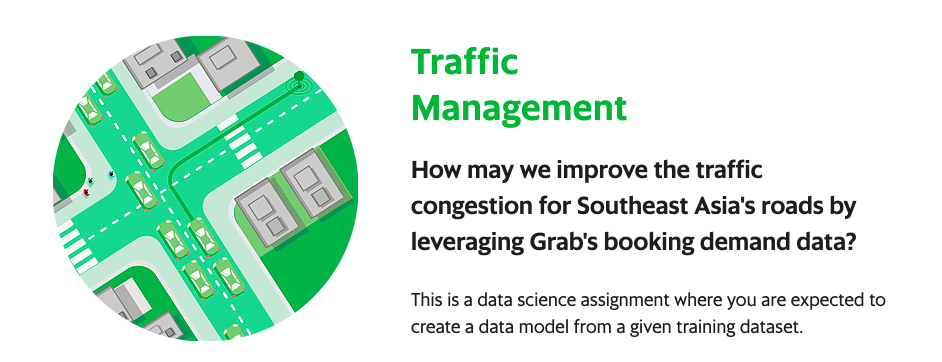 Traffic
Management
How may we improve the traffic
congestion for Southeast Asia's roads by
leveraging Grab's booking demand data?
This is a data science assignment where you are expected to
create a data model from a given training dataset.